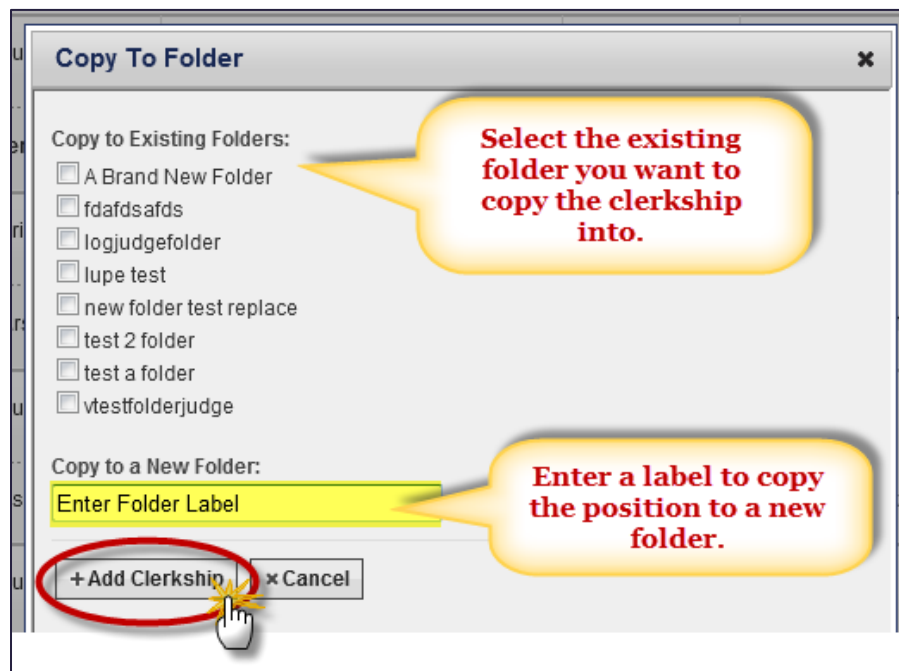 Copy To Folder
Copy to Existing Folders:
A Brand New Folder
fdafdsafds
logjudgefolder
lupe test
new folder test replace
test 2 folder
test a folder
vtestfolderjudge
Select the existing
folder you want to
copy the clerkship
into.
Copy to a New Folder:
Enter Folder Label
Enter a label to copy
the position to a new
folder.
+Add Clerkship
×Cancel